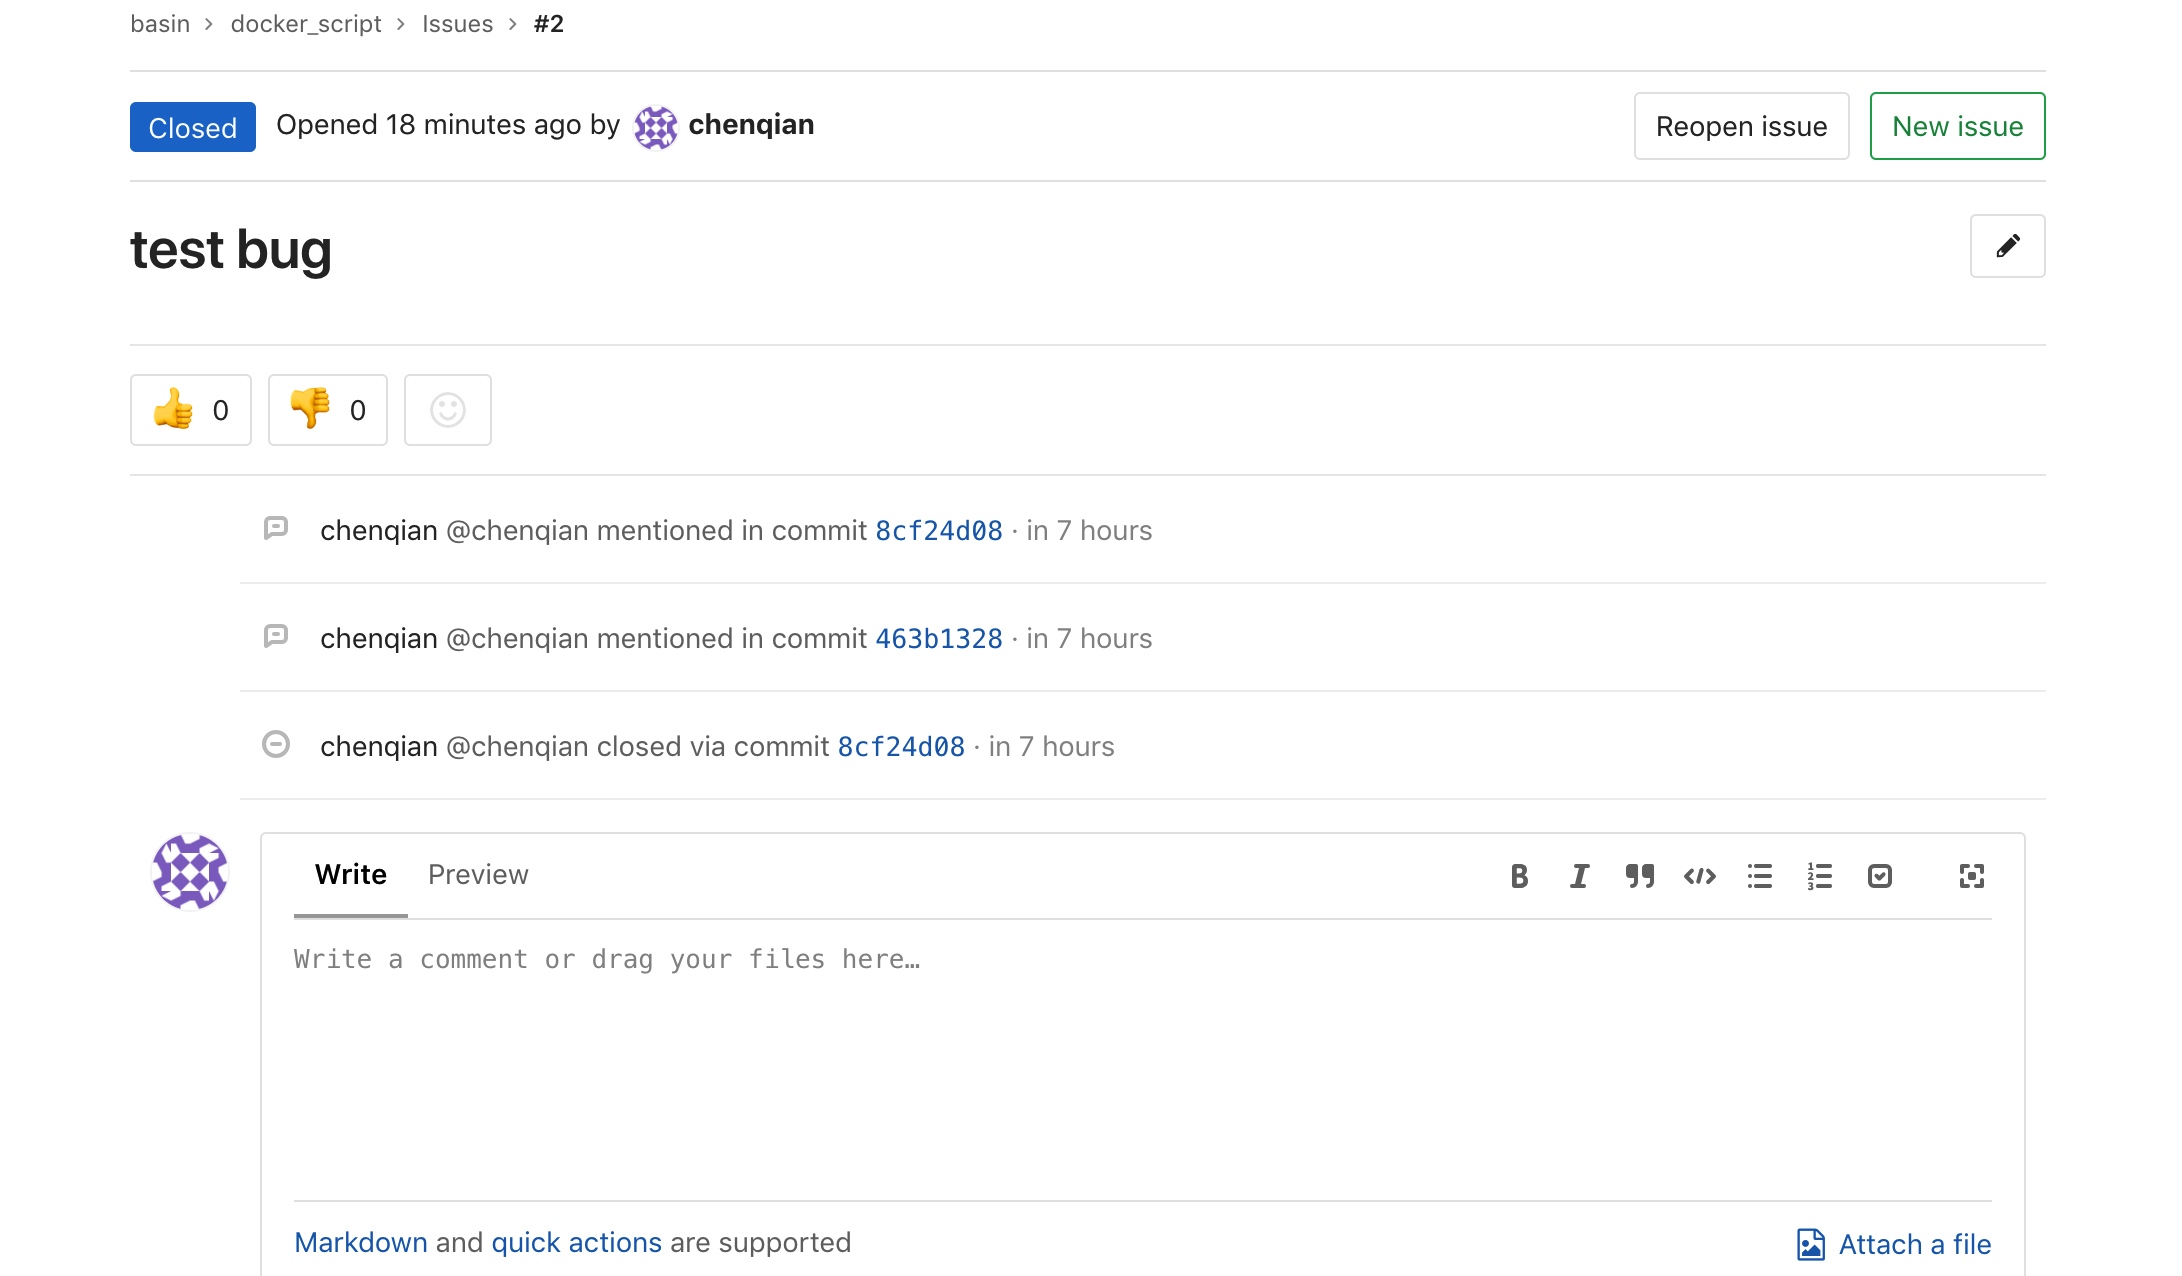 basin > docker_script > Issues > #2
Closed Opened 18 minutes ago by chenqian Reopen issue New issue
test bug
0 0
chenqian @chenqian mentioned in commit 8cf24d08 · in 7 hours
chenqian @chenqian mentioned in commit 463b1328 · in 7 hours
chenqian @chenqian closed via commit 8cf24d08 · in 7 hours
Write Preview
Write a comment or drag your files here…
Markdown and quick actions are supported Attach a file